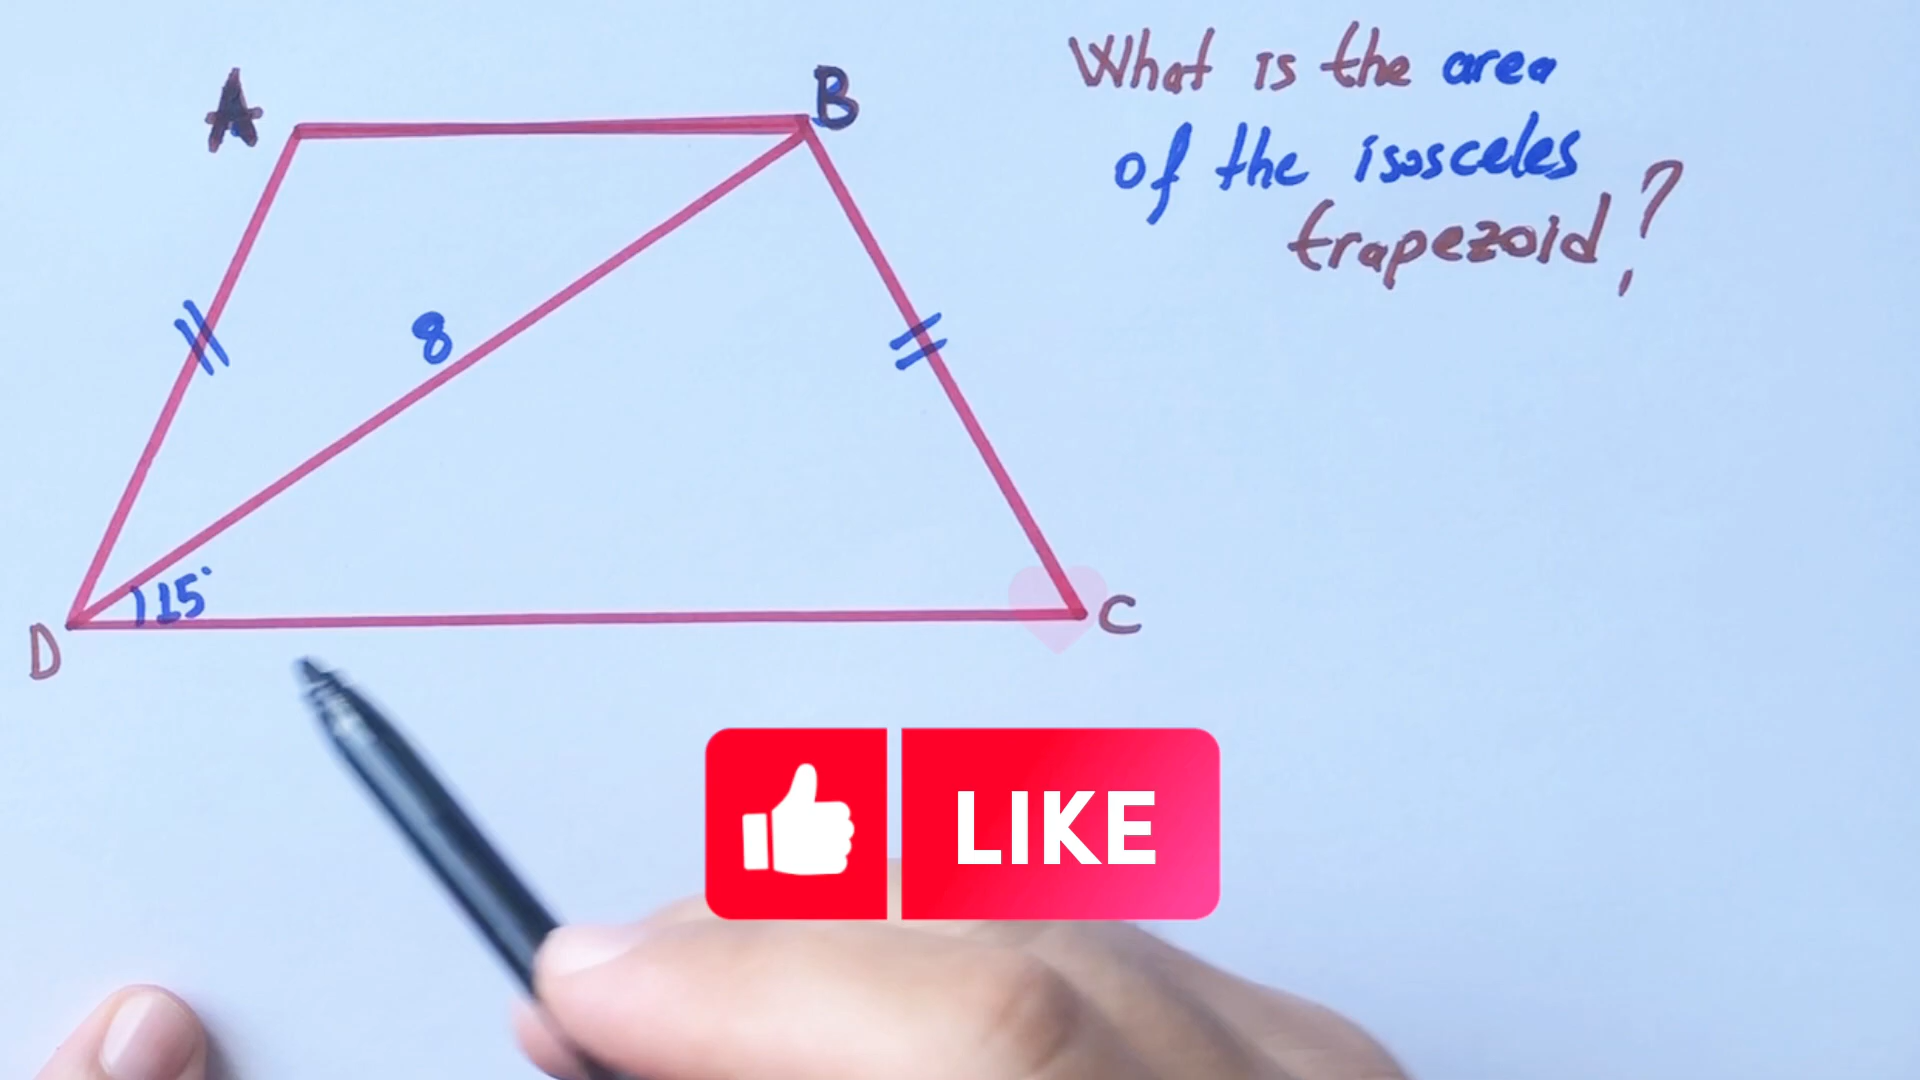 What is the area
of the isosceles
trapezoid?
A
B
8
15°
D
C
LIKE